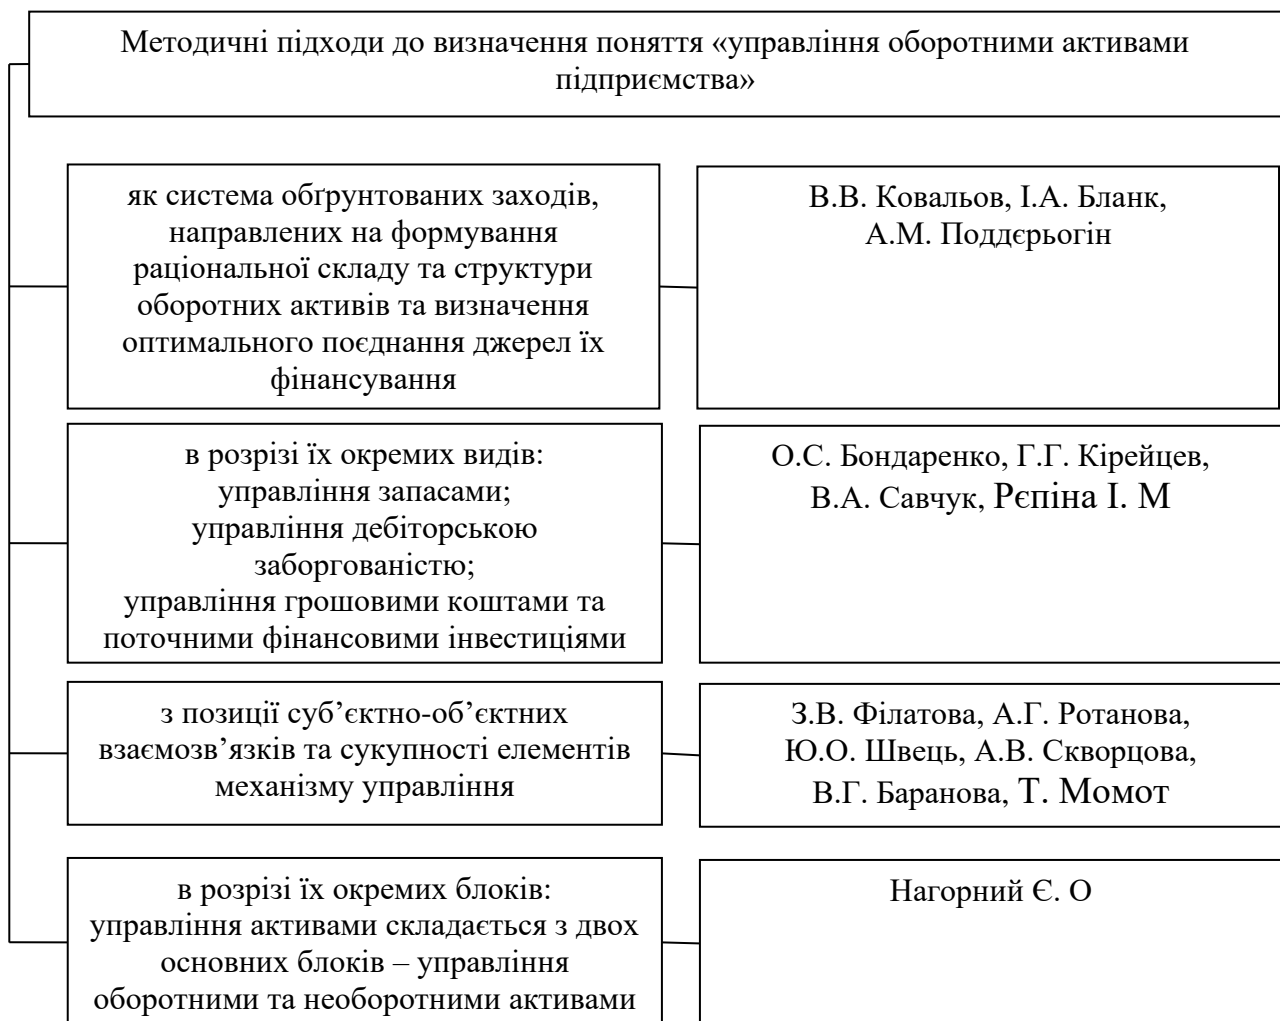 Методичні підходи до визначення поняття «управління оборотними активами
підприємства»
як система обґрунтованих заходів,
направлених на формування
раціональної складу та структури
оборотних активів та визначення
оптимального поєднання джерел їх
фінансування
В.В. Ковальов, І.А. Бланк,
А.М. Поддєрьогін
в розрізі їх окремих видів:
управління запасами;
управління дебіторською
заборгованістю;
управління грошовими коштами та
поточними фінансовими інвестиціями
О.С. Бондаренко, Г.Г. Кірейцев,
В.А. Савчук, Рєпіна І. М
з позиції суб’єктно-об’єктних
взаємозв’язків та сукупності елементів
механізму управління
З.В. Філатова, А.Г. Ротанова,
Ю.О. Швець, А.В. Скворцова,
В.Г. Баранова, Т. Момот
в розрізі їх окремих блоків:
управління активами складається з двох
основних блоків – управління
оборотними та необоротними активами
Нагорний Є. О